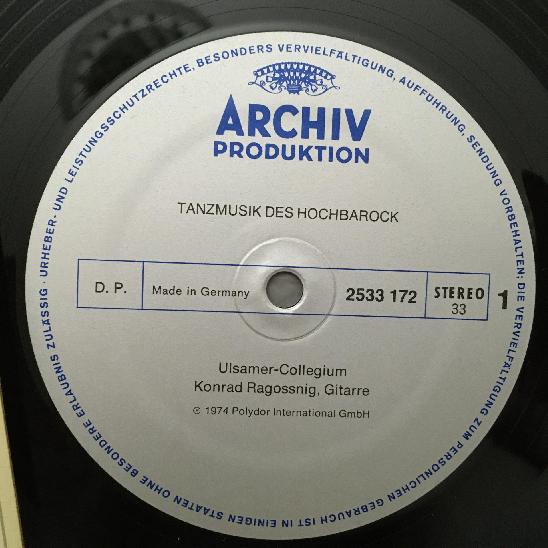 ARCHIV
PRODUKTION
TANZMUSIK DES HOCHBAROCK
D. P.
Made in Germany
2533 172
STEREO
33
1
Ulsamer-Collegium
Konrad Ragossnig, Gitarre
℗ 1974 Polydor International GmbH
URHEBER- UND LEISTUNGSSCHUTZRECHTE, BESONDERS VERVIELFÄLTIGUNG, AUFFÜHRUNG, SENDUNG VORBEHALTEN; DIE VERVIELFÄLTIGUNG ZUM PERSÖNLICHEN GEBRAUCH IST IN EINIGEN STAATEN OHNE BESONDERE ERLAUBNIS ZULÄSSIG ·